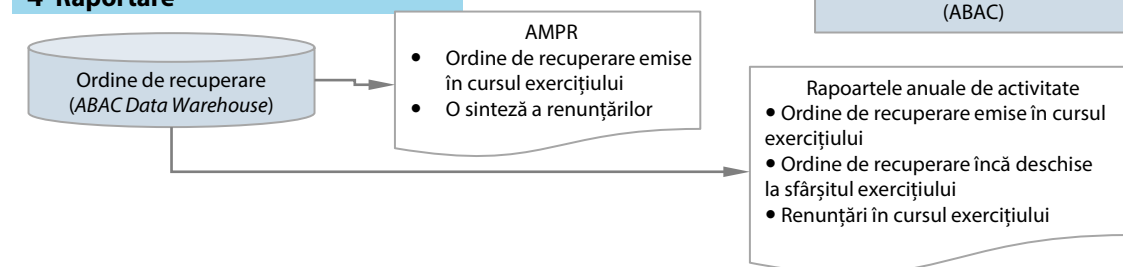 4 Raportare
(ABAC)
Ordine de recuperare
(ABAC Data Warehouse)
AMPR
• Ordine de recuperare emise
în cursul exercițiului
• O sinteză a renunțărilor
Rapoartele anuale de activitate
• Ordine de recuperare emise în cursul
exercițiului
• Ordine de recuperare încă deschise
la sfârșitul exercițiului
• Renunțări în cursul exercițiului